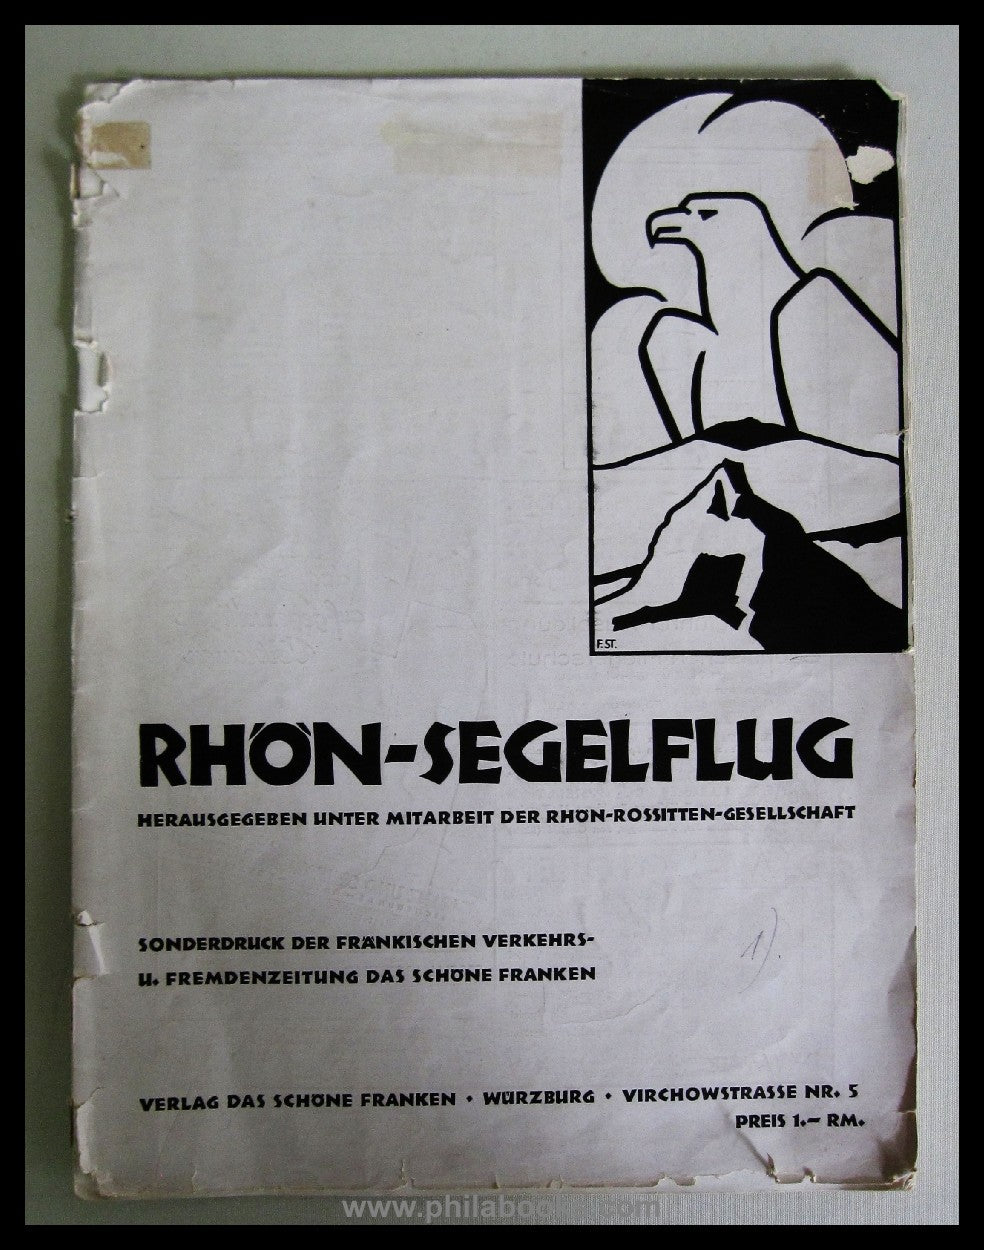 F.ST.
RHÖN-SEGELFLUG
HERAUSGEGEBEN UNTER MITARBEIT DER RHÖN-ROSSITTEN-GESELLSCHAFT
SONDERDRUCK DER FRÄNKISCHEN VERKEHRS-
U. FREMDENZEITUNG DAS SCHÖNE FRANKEN
1).
VERLAG DAS SCHÖNE FRANKEN • WÜRZBURG • VIRCHOWSTRASSE NR. 5
PREIS 1.– RM.